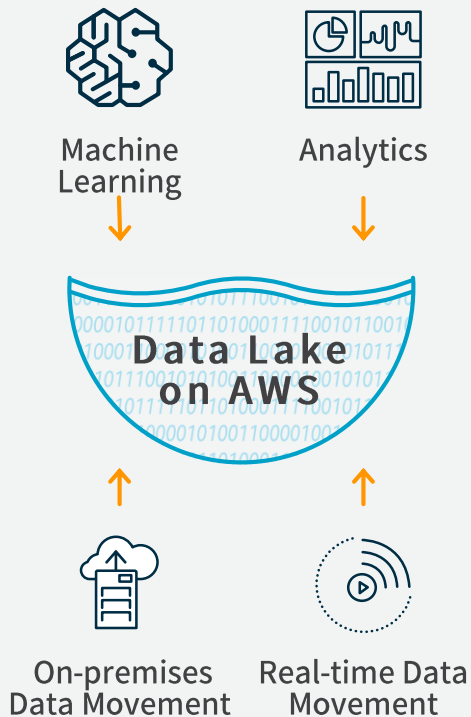 Machine
Learning
Analytics
Data Lake
on AWS
On-premises
Data Movement
Real-time Data
Movement